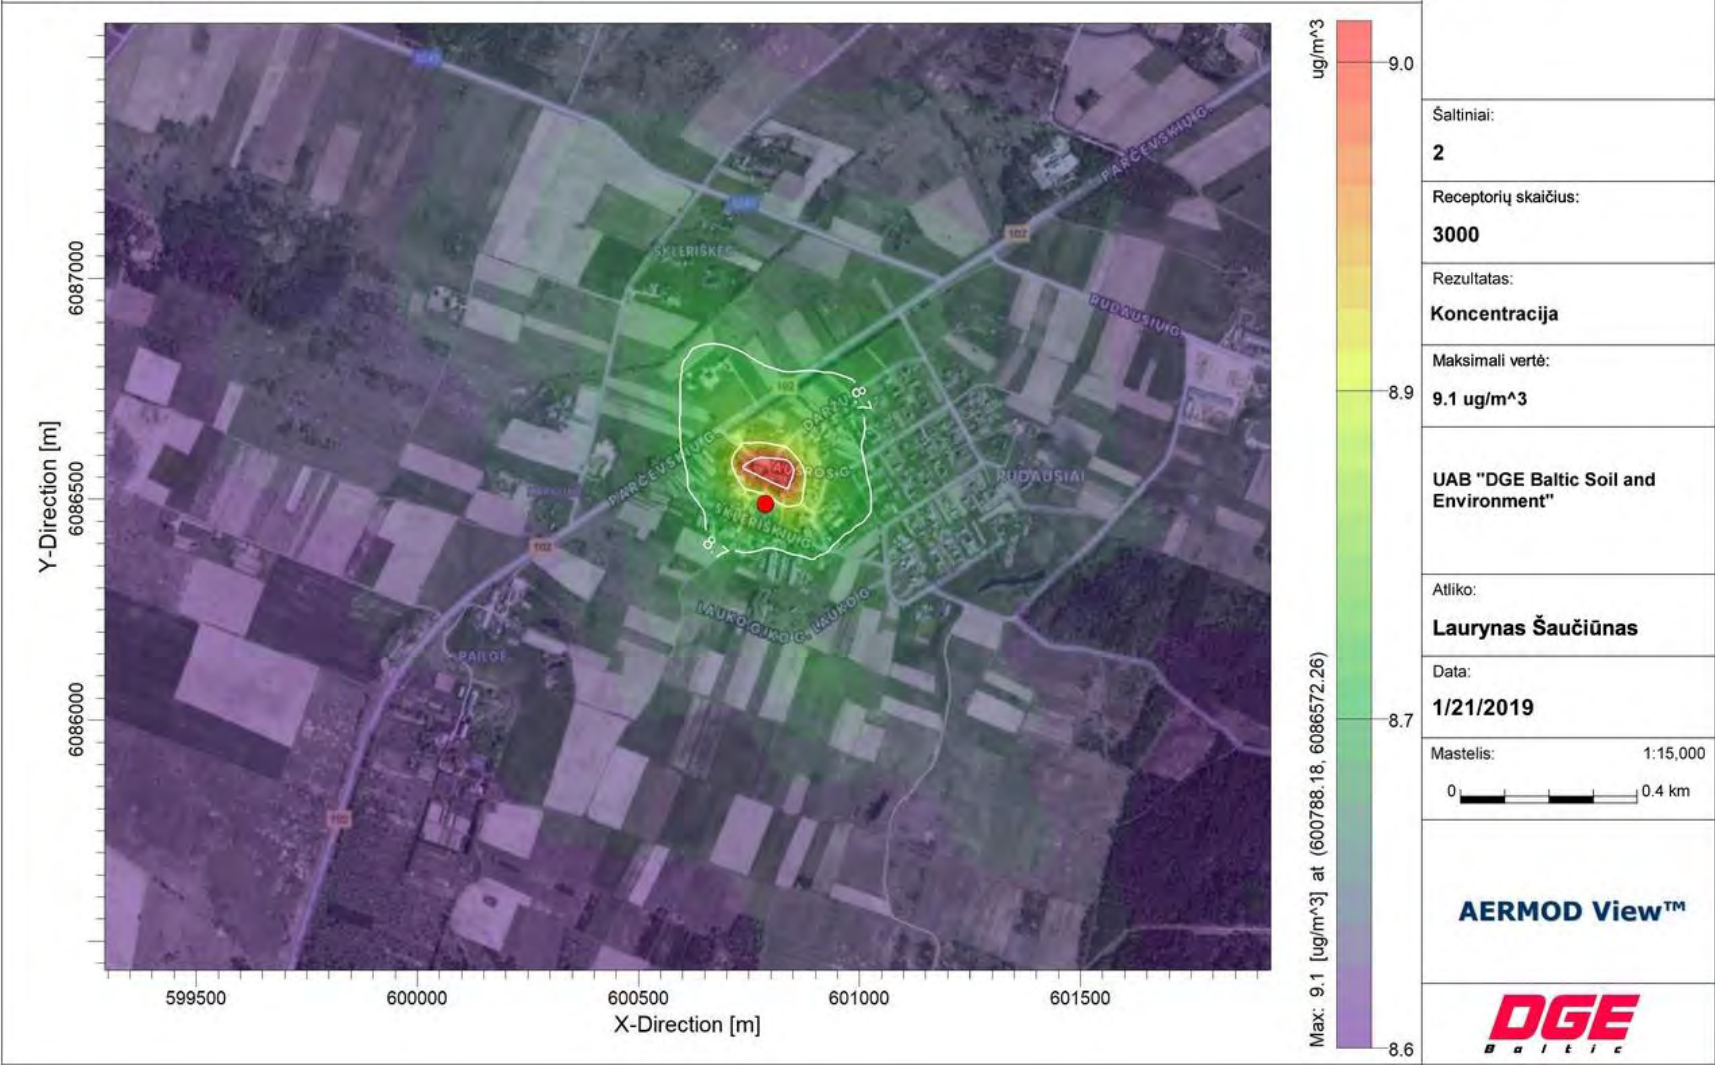 ug/m^3
9.0
8.9
8.7
8.6
Max: 9.1 [ug/m^3] at (600788.18, 6086572.26)
Y-Direction [m]
6087000
6086500
6086000
599500
600000
600500
601000
601500
X-Direction [m]
PARČEVSKIŲ G.
102
SKLERIŠKĖS
RUDAUSIŲ G.
102
8.7
DARŽŲ
PARČEVSKIŲ G.
AUŠROS G.
RUDAUSIAI
SKLERIŠKIŲ G.
8.7
102
LAUKO G.
LAUKO G.
102
Šaltiniai:
2
Receptorių skaičius:
3000
Rezultatas:
Koncentracija
Maksimali vertė:
9.1 ug/m^3
UAB "DGE Baltic Soil and
Environment"
Atliko:
Laurynas Šaučiūnas
Data:
1/21/2019
Mastelis:
1:15,000
0
0.4 km
AERMOD View™
DGE
Baltic